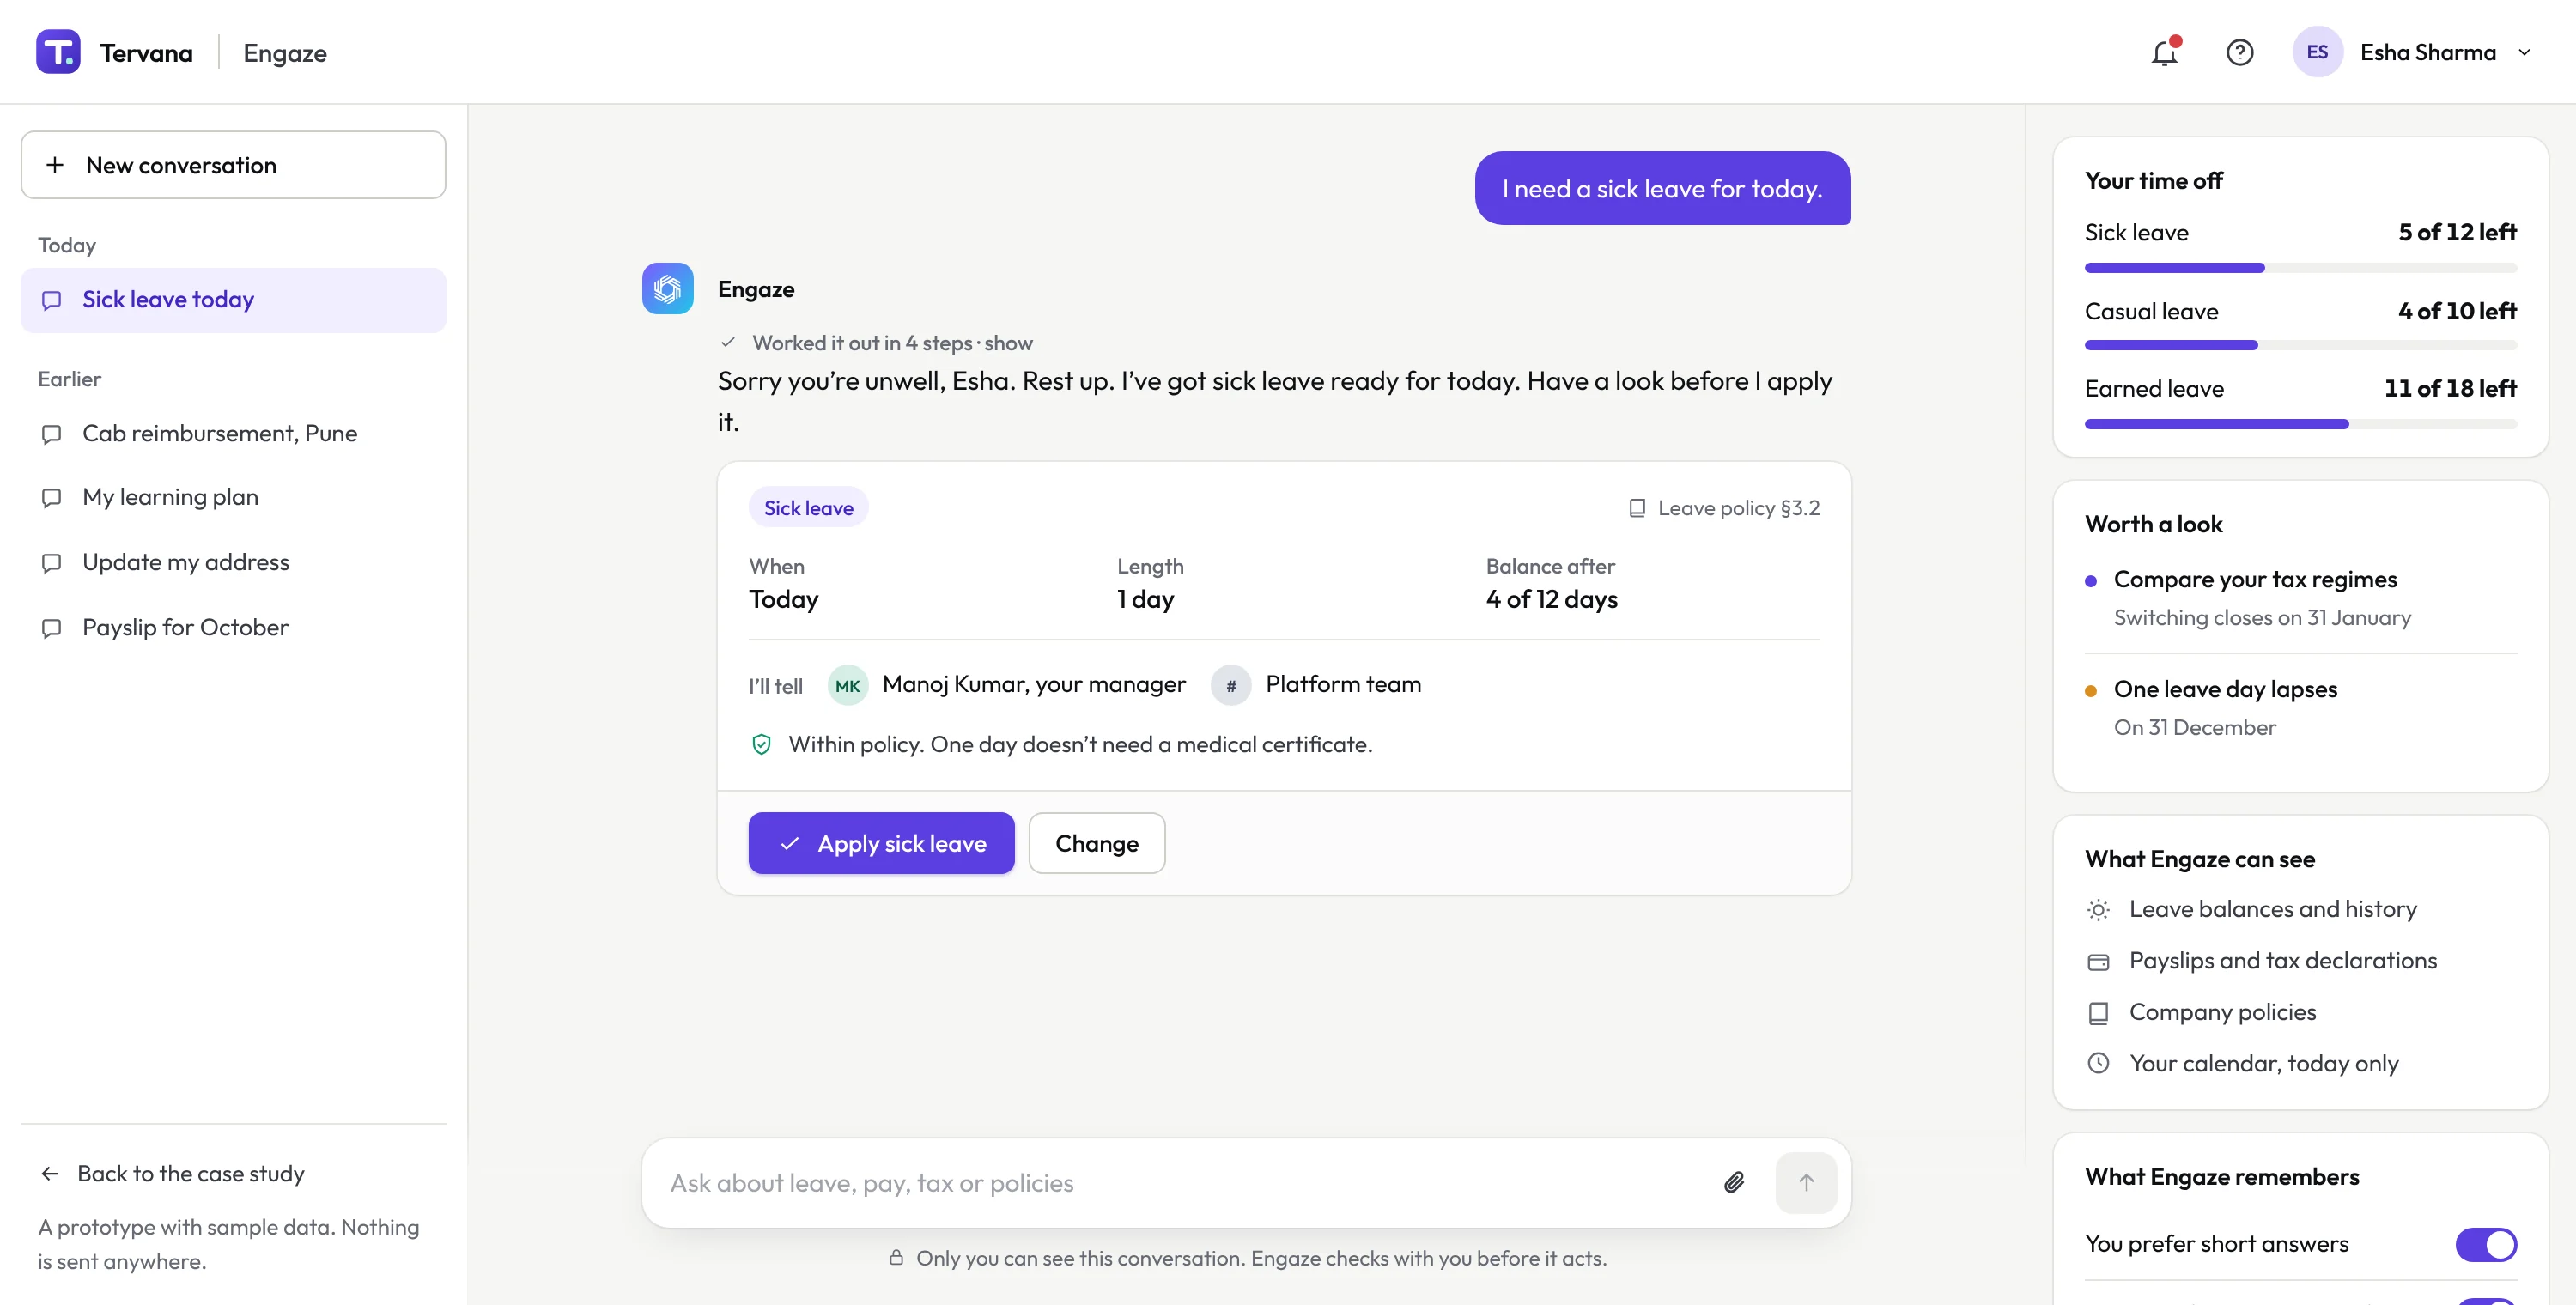 T.
Tervana
Engaze
ES
Esha Sharma
New conversation
Today
Sick leave today
Earlier
Cab reimbursement, Pune
My learning plan
Update my address
Payslip for October
Back to the case study
A prototype with sample data. Nothing
is sent anywhere.
I need a sick leave for today.
Engaze
Worked it out in 4 steps · show
Sorry you’re unwell, Esha. Rest up. I’ve got sick leave ready for today. Have a look before I apply
it.
Sick leave
Leave policy §3.2
When
Length
Balance after
Today
1 day
4 of 12 days
I’ll tell
MK
Manoj Kumar, your manager
#
Platform team
Within policy. One day doesn’t need a medical certificate.
Apply sick leave
Change
Ask about leave, pay, tax or policies
Only you can see this conversation. Engaze checks with you before it acts.
Your time off
Sick leave
5 of 12 left
Casual leave
4 of 10 left
Earned leave
11 of 18 left
Worth a look
Compare your tax regimes
Switching closes on 31 January
One leave day lapses
On 31 December
What Engaze can see
Leave balances and history
Payslips and tax declarations
Company policies
Your calendar, today only
What Engaze remembers
You prefer short answers